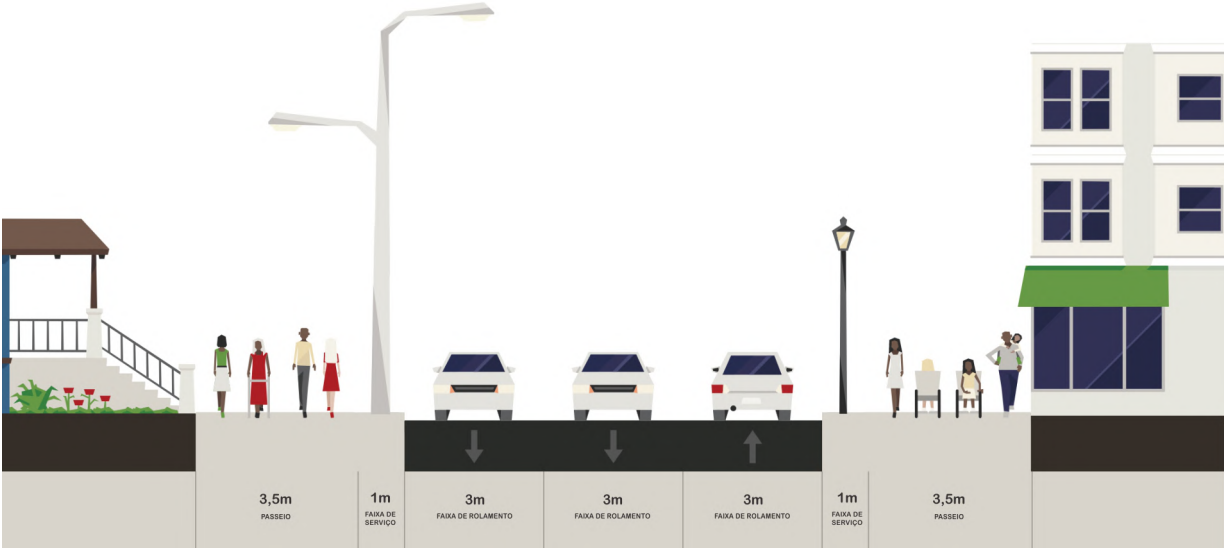 3,5m
PASSEIO
1m
FAIXA DE
SERVIÇO
3m
FAIXA DE ROLAMENTO
3m
FAIXA DE ROLAMENTO
3m
FAIXA DE ROLAMENTO
1m
FAIXA DE
SERVIÇO
3,5m
PASSEIO